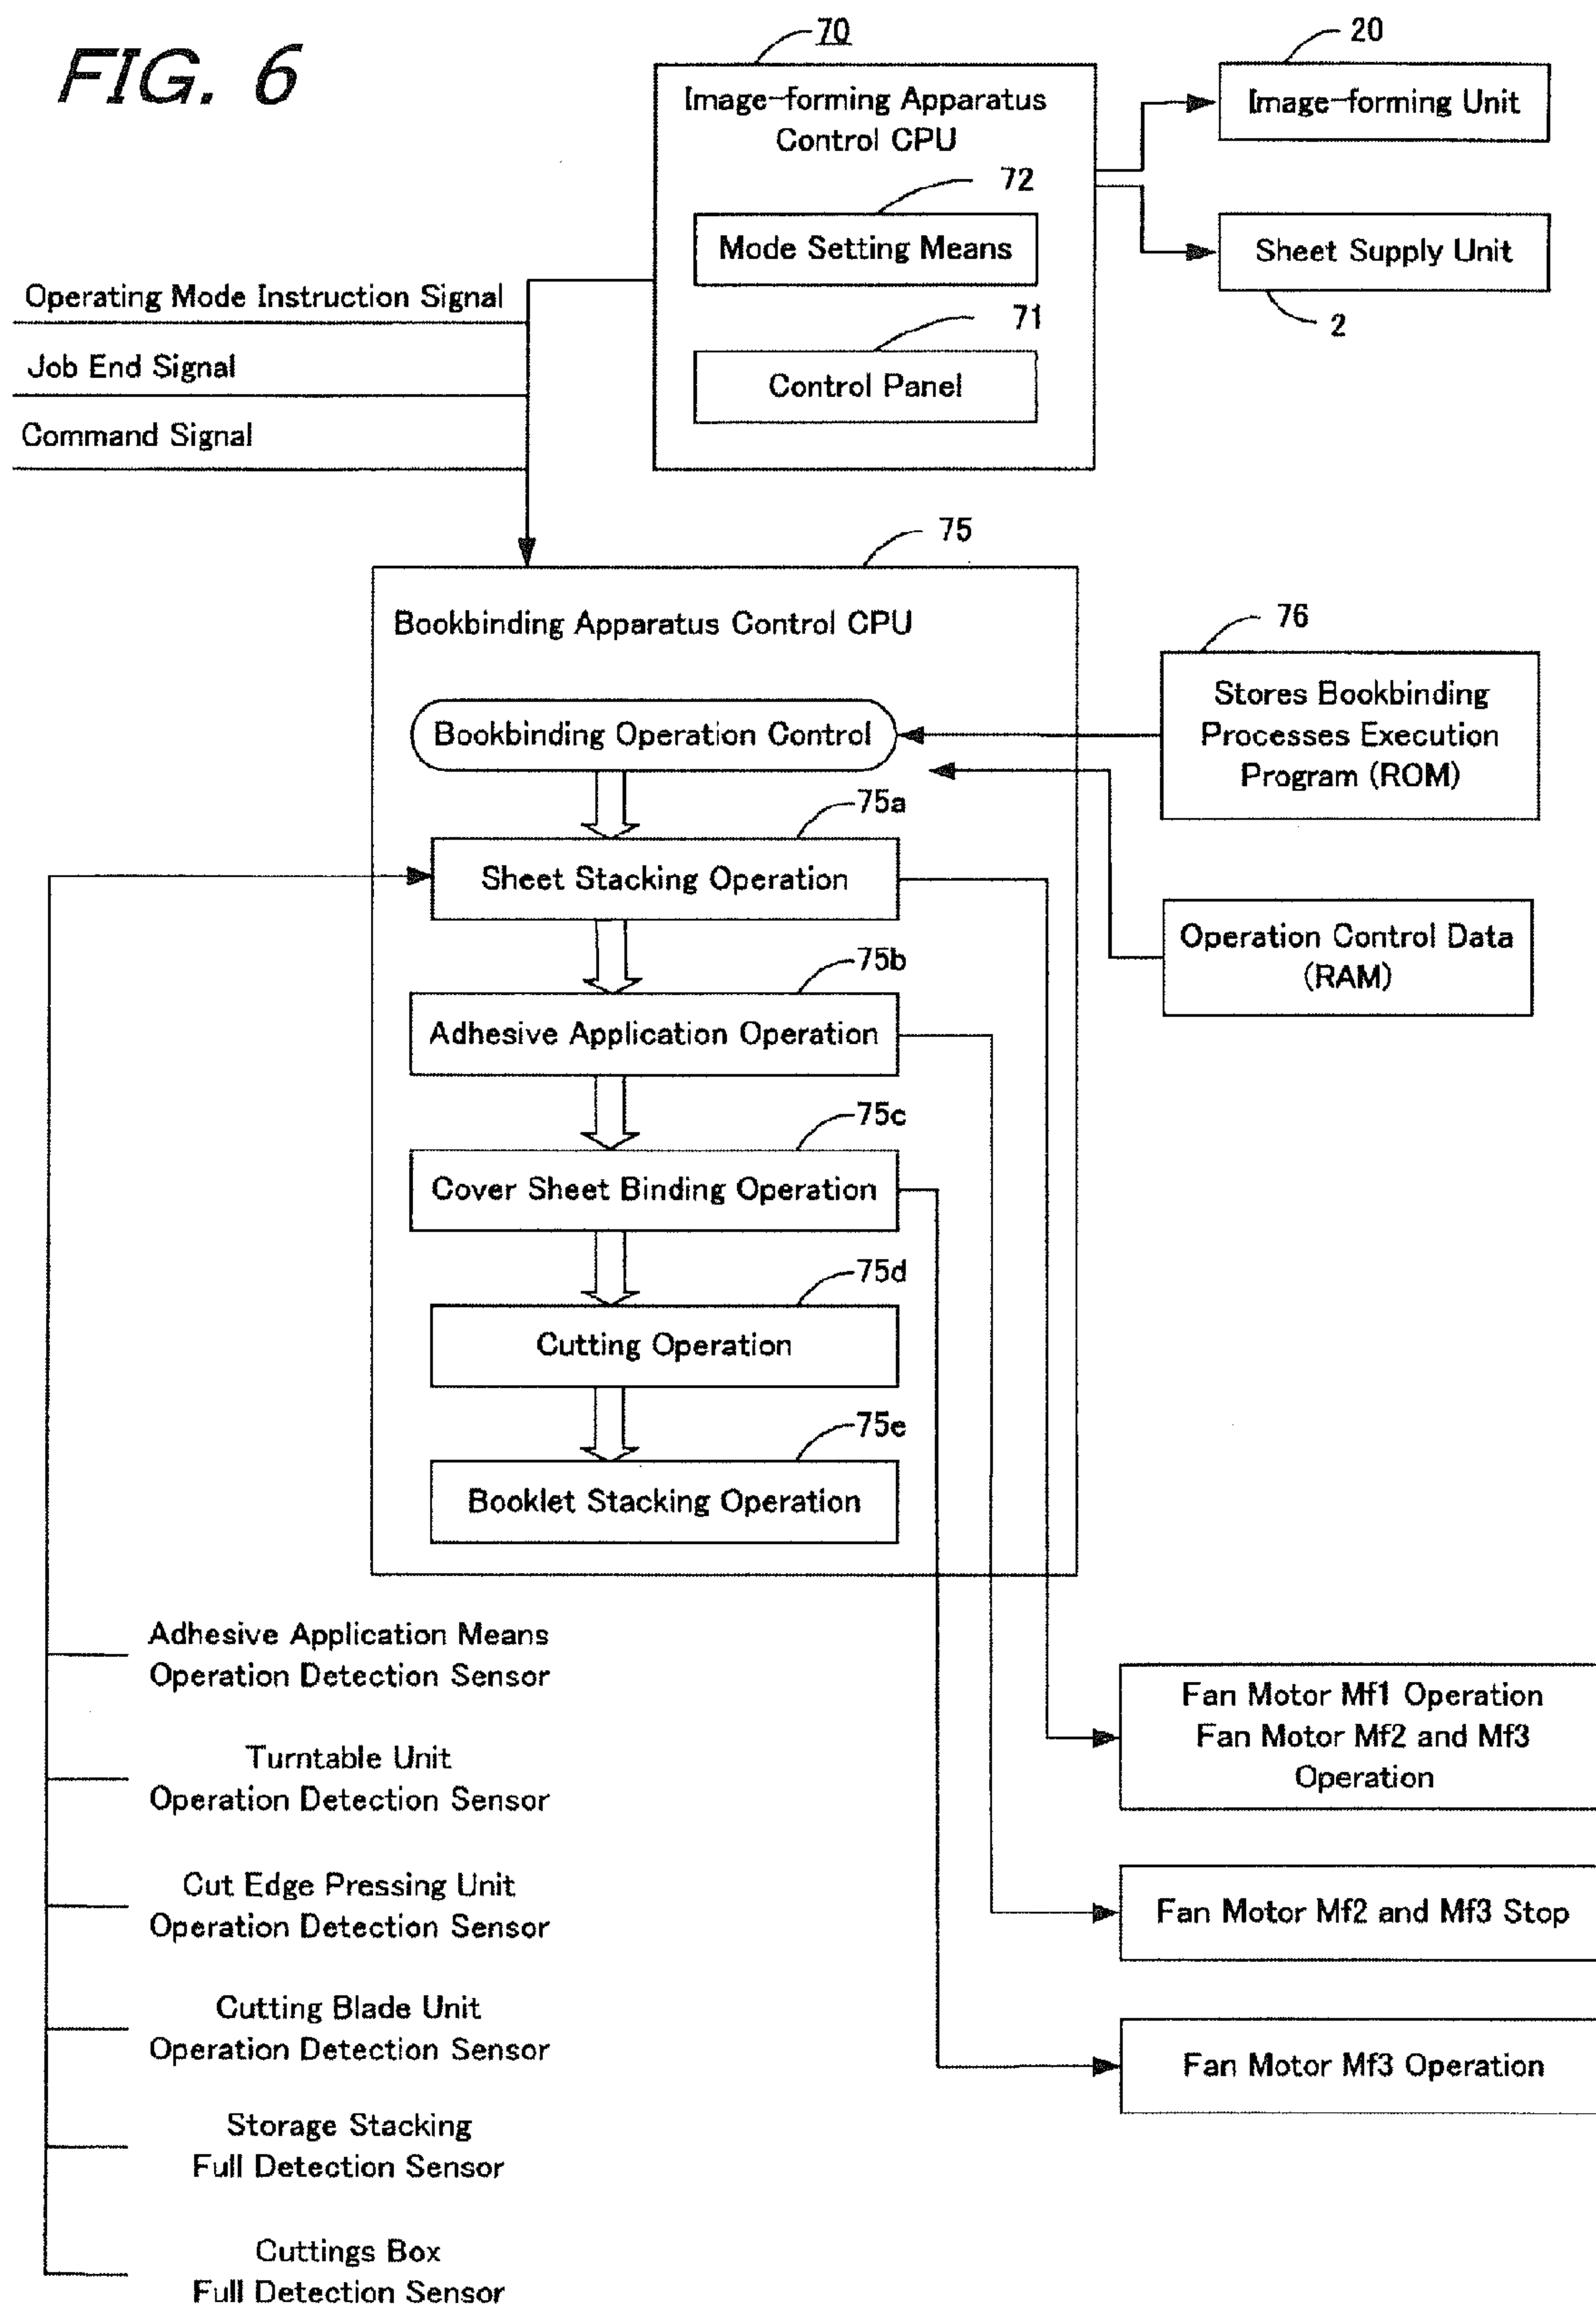 FIG. 6
70
Image-forming Apparatus
Control CPU
72
Mode Setting Means
71
Control Panel
20
Image-forming Unit
Sheet Supply Unit
2
Operating Mode Instruction Signal
Job End Signal
Command Signal
75
Bookbinding Apparatus Control CPU
Bookbinding Operation Control
76
Stores Bookbinding
Processes Execution
Program (ROM)
75a
Sheet Stacking Operation
Operation Control Data
(RAM)
75b
Adhesive Application Operation
75c
Cover Sheet Binding Operation
75d
Cutting Operation
75e
Booklet Stacking Operation
Adhesive Application Means
Operation Detection Sensor
Turntable Unit
Operation Detection Sensor
Cut Edge Pressing Unit
Operation Detection Sensor
Cutting Blade Unit
Operation Detection Sensor
Storage Stacking
Full Detection Sensor
Cuttings Box
Full Detection Sensor
Fan Motor Mf1 Operation
Fan Motor Mf2 and Mf3
Operation
Fan Motor Mf2 and Mf3 Stop
Fan Motor Mf3 Operation